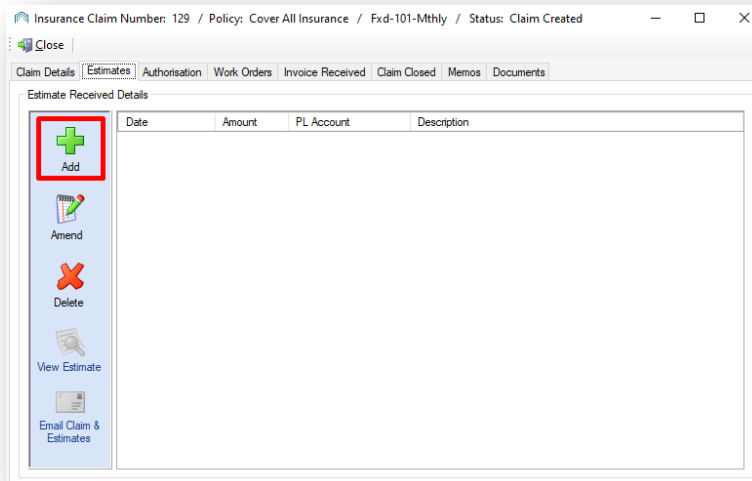 Insurance Claim Number: 129 / Policy: Cover All Insurance / Fxd-101-Mthly / Status: Claim Created
Close
Claim Details Estimates Authorisation Work Orders Invoice Received Claim Closed Memos Documents
Estimate Received Details
Date Amount PL Account Description
Add
Amend
Delete
View Estimate
Email Claim &
Estimates